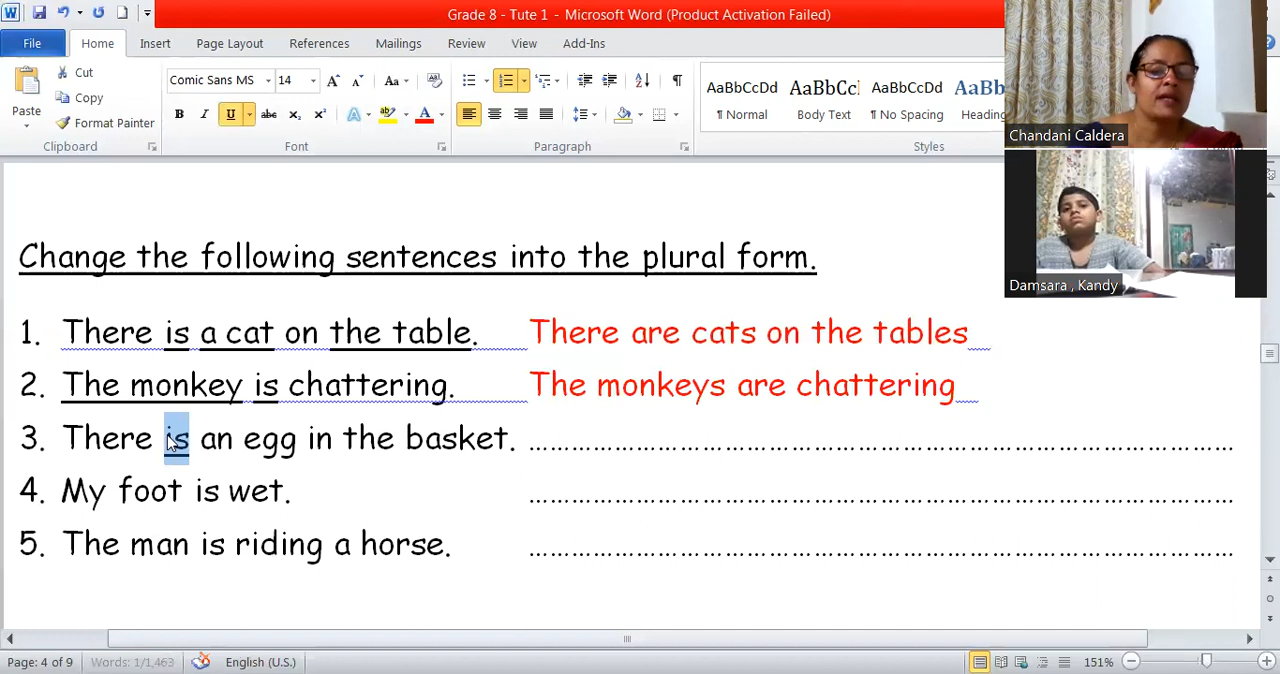 Grade 8 - Tute 1 - Microsoft Word (Product Activation Failed)
File Home Insert Page Layout References Mailings Review View Add-Ins
Paste
Cut
Copy
Format Painter
Comic Sans MS 14
AaBbCcDd AaBbCcI AaBbCcDd AaBbC
¶ Normal Body Text ¶ No Spacing Heading
Clipboard Font Paragraph Styles
Chandani Caldera
Damsara , Kandy
Change the following sentences into the plural form.
1. There is a cat on the table. There are cats on the tables
2. The monkey is chattering. The monkeys are chattering
3. There is an egg in the basket. ……………………………………………………………………
4. My foot is wet. ……………………………………………………………………
5. The man is riding a horse. ……………………………………………………………………
Page: 4 of 9 Words: 1/1,463 English (U.S.) 151%